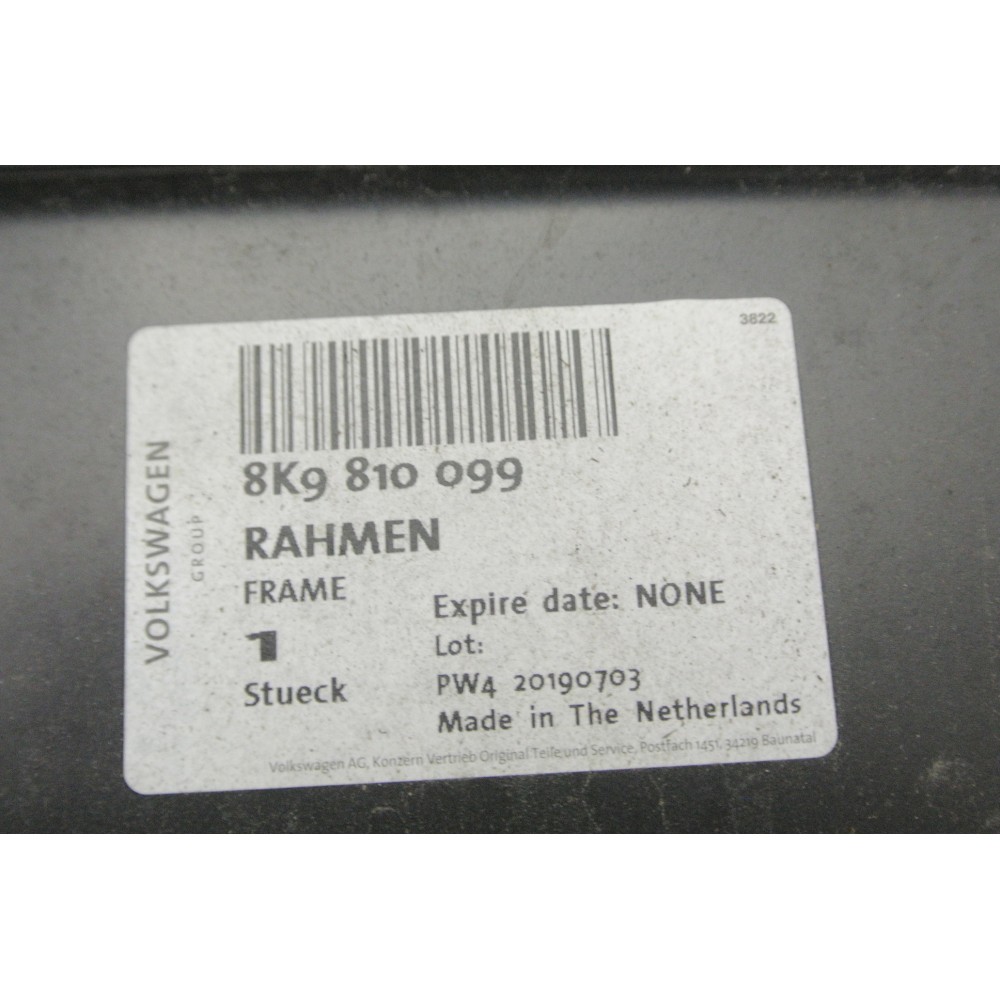 3822
VOLKSWAGEN
GROUP
8K9 810 099
RAHMEN
FRAME
1
Stueck
Expire date: NONE
Lot:
PW4 20190703
Made in The Netherlands
Volkswagen AG, Konzern Vertrieb Original Teile und Service, Postfach 1451, 34219 Baunatal